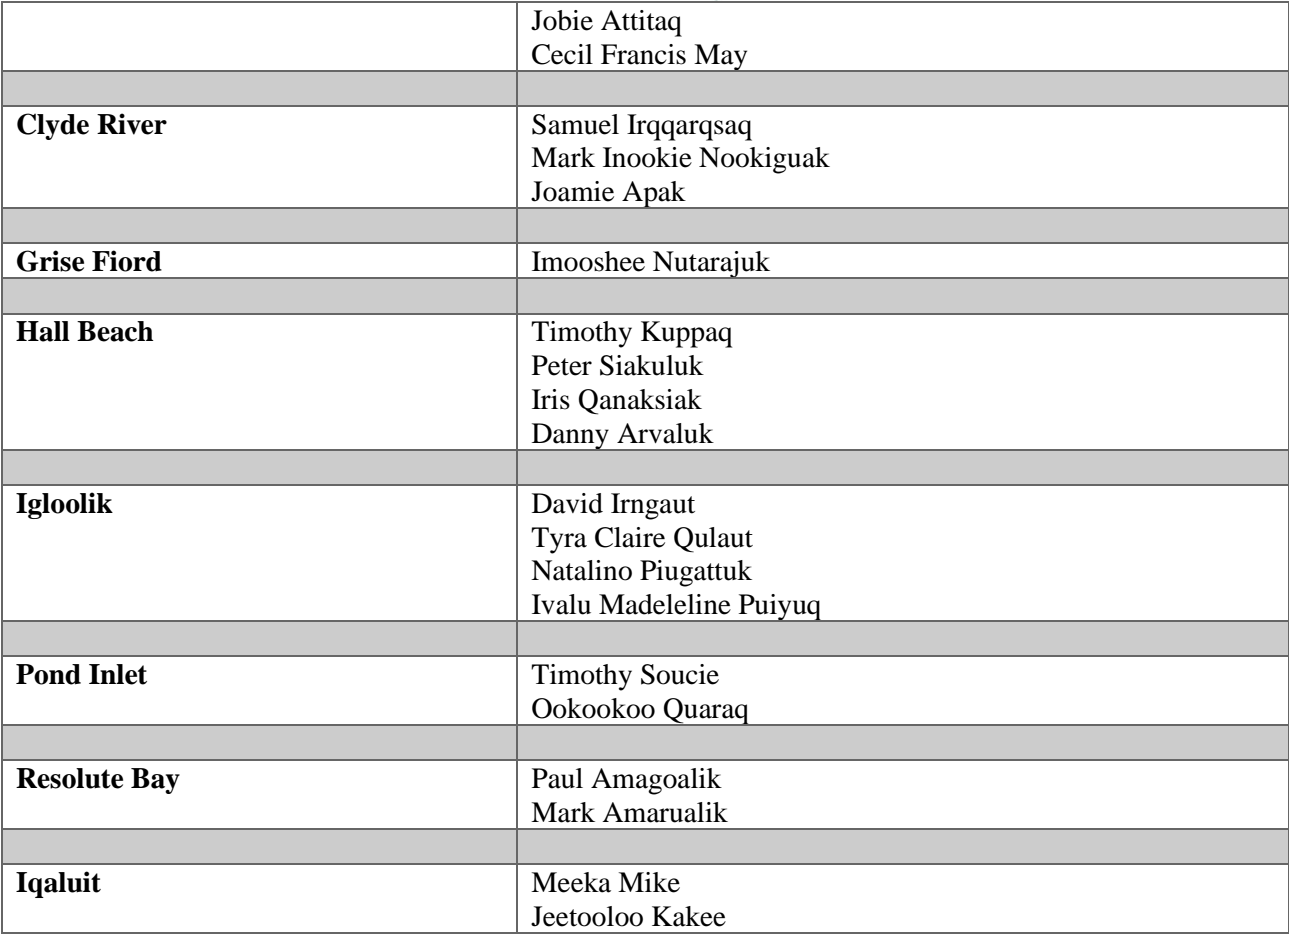 Jobie Attitaq
Cecil Francis May
Clyde River Samuel Irqqarqsaq
Mark Inookie Nookiguak
Joamie Apak
Grise Fiord Imooshee Nutarajuk
Hall Beach Timothy Kuppaq
Peter Siakuluk
Iris Qanaksiak
Danny Arvaluk
Igloolik David Irngaut
Tyra Claire Qulaut
Natalino Piugattuk
Ivalu Madeleline Puiyuq
Pond Inlet Timothy Soucie
Ookookoo Quaraq
Resolute Bay Paul Amagoalik
Mark Amarualik
Iqaluit Meeka Mike
Jeetooloo Kakee